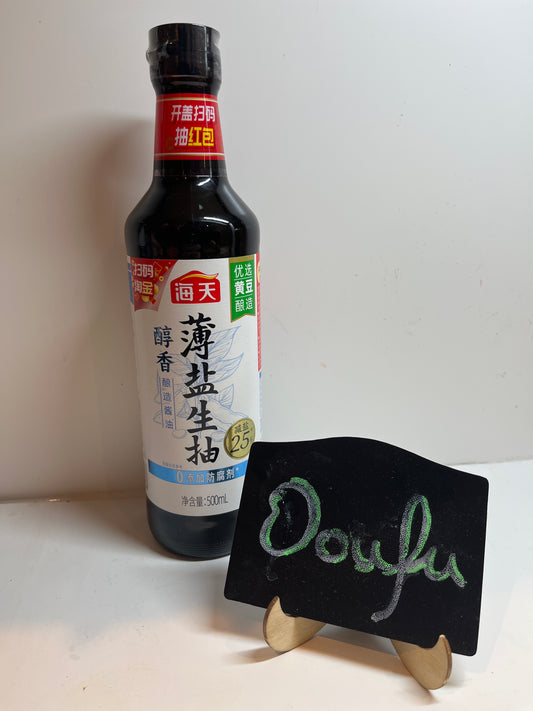 开盖扫码
抽红包
扫码
淘金
海天
优选
黄豆
酿造
醇香
薄盐生抽
酿造酱油
减盐
25
0添加防腐剂
净含量:500mL
Doufu